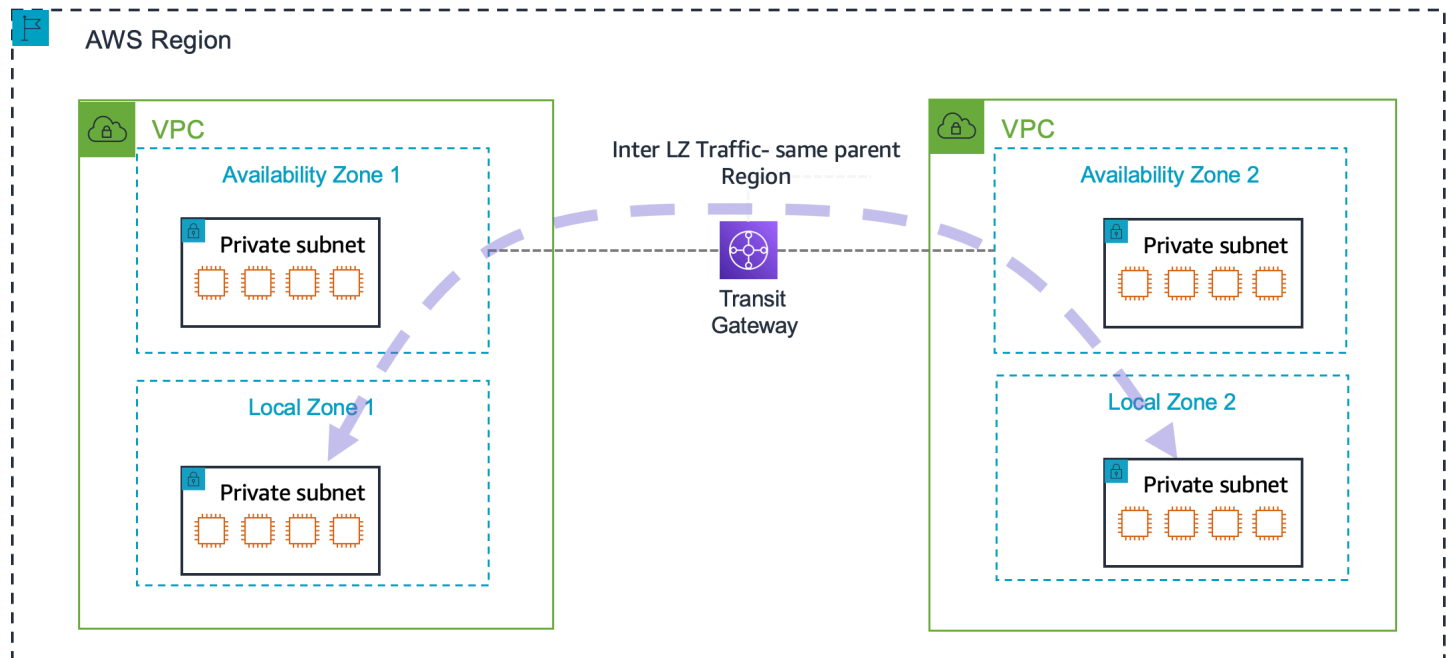 AWS Region
VPC
Availability Zone 1
Private subnet
Local Zone 1
Private subnet
Inter LZ Traffic- same parent
Region
Transit
Gateway
VPC
Availability Zone 2
Private subnet
Local Zone 2
Private subnet